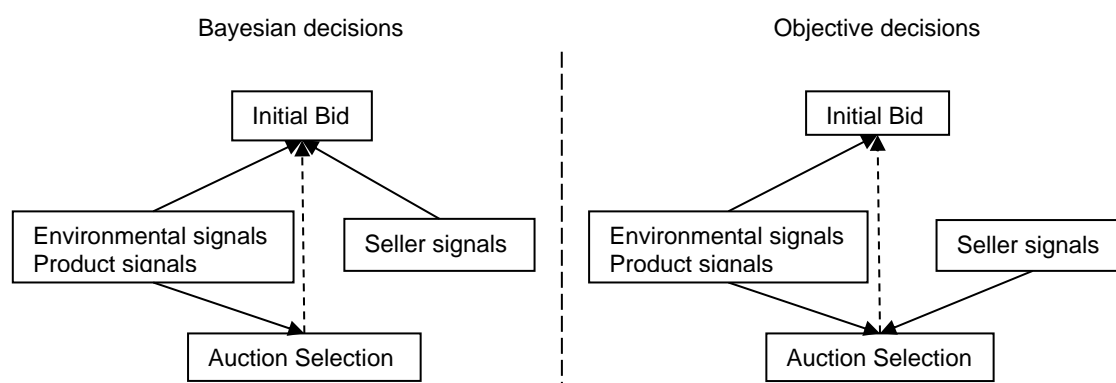 Bayesian decisions
Objective decisions
Initial Bid
Initial Bid
Environmental signals
Product signals
Seller signals
Environmental signals
Product signals
Seller signals
Auction Selection
Auction Selection